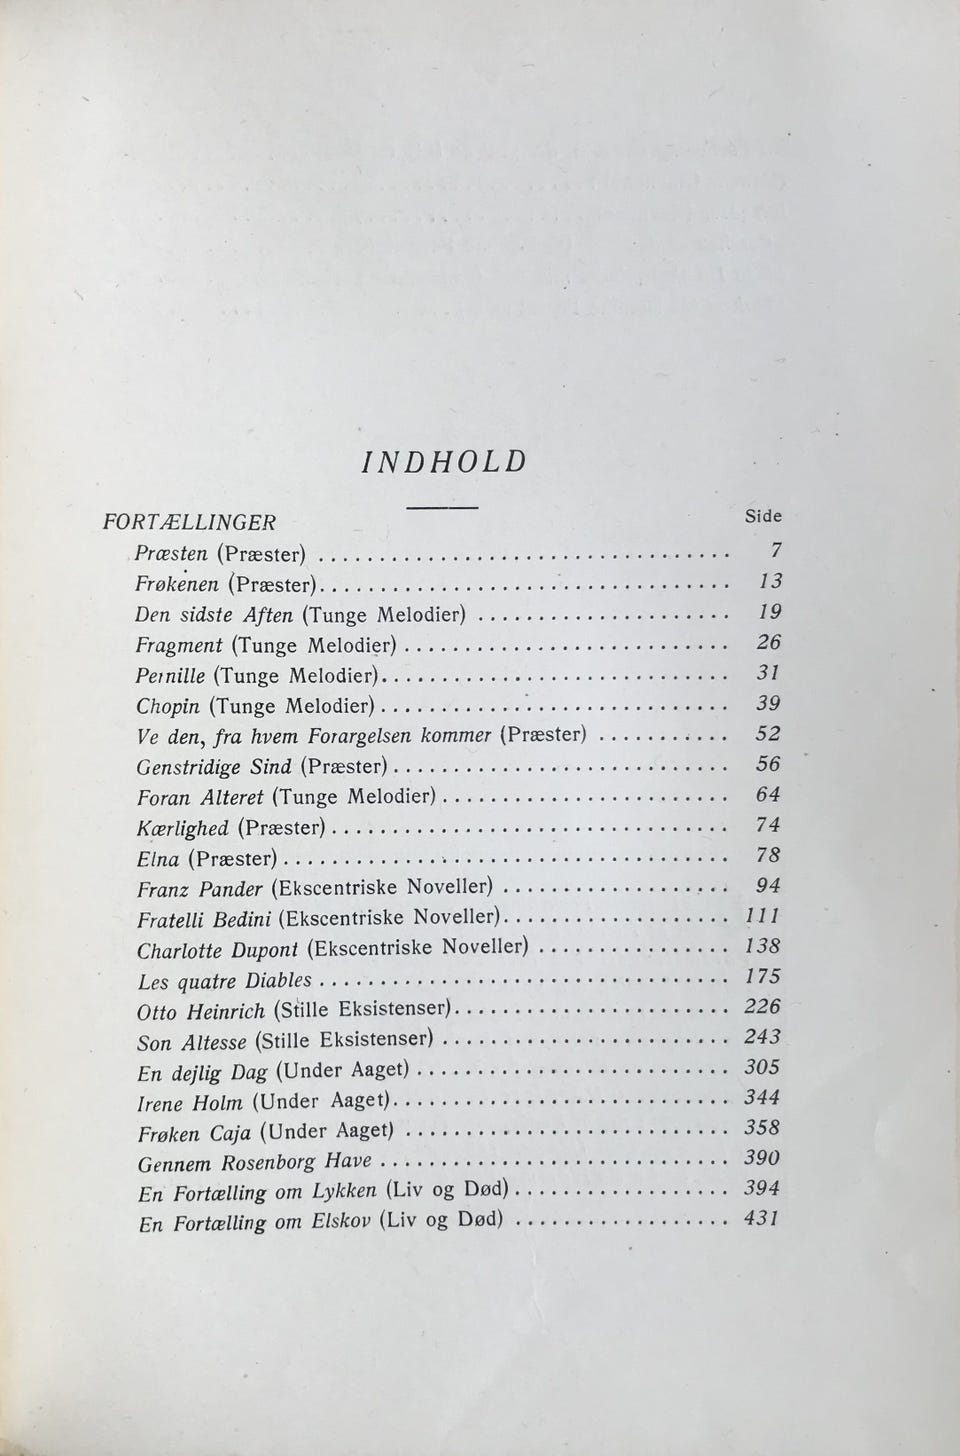 INDHOLD
FORTÆLLINGER Side
Præsten (Præster) .................................. 7
Frøkenen (Præster).................................. 13
Den sidste Aften (Tunge Melodier) ..................... 19
Fragment (Tunge Melodier) ........................... 26
Pernille (Tunge Melodier)............................. 31
Chopin (Tunge Melodier) ............................. 39
Ve den, fra hvem Forargelsen kommer (Præster) ........... 52
Genstridige Sind (Præster) ............................ 56
Foran Alteret (Tunge Melodier) ........................ 64
Kærlighed (Præster) ................................. 74
Elna (Præster) ..................................... 78
Franz Pander (Ekscentriske Noveller) ................... 94
Fratelli Bedini (Ekscentriske Noveller)................... 111
Charlotte Dupont (Ekscentriske Noveller) ................ 138
Les quatre Diables .................................. 175
Otto Heinrich (Stille Eksistenser)....................... 226
Son Altesse (Stille Eksistenser) ........................ 243
En dejlig Dag (Under Aaget) .......................... 305
Irene Holm (Under Aaget)............................ 344
Frøken Caja (Under Aaget) ........................... 358
Gennem Rosenborg Have ............................. 390
En Fortælling om Lykken (Liv og Død).................. 394
En Fortælling om Elskov (Liv og Død) .................. 431